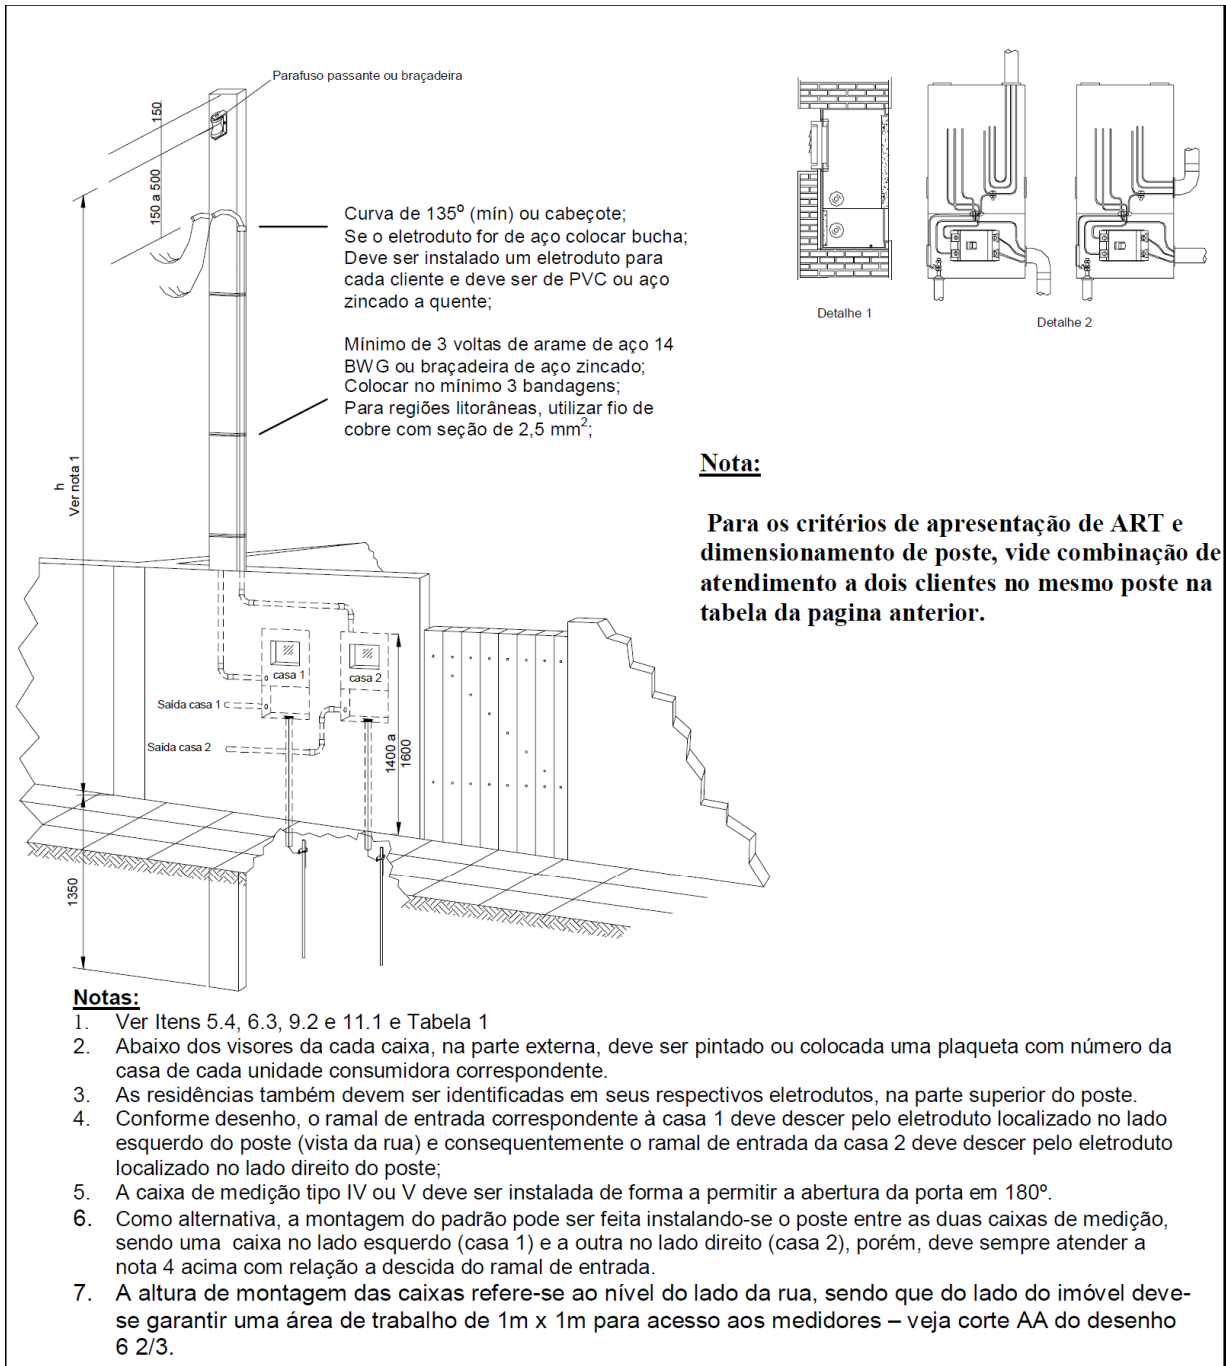 Parafuso passante ou braçadeira
150
150 a 500
Curva de 135º (mín) ou cabeçote;
Se o eletroduto for de aço colocar bucha;
Deve ser instalado um eletroduto para
cada cliente e deve ser de PVC ou aço
zincado a quente;
Mínimo de 3 voltas de arame de aço 14
BWG ou braçadeira de aço zincado;
Colocar no mínimo 3 bandagens;
Para regiões litorâneas, utilizar fio de
cobre com seção de 2,5 mm²;
Detalhe 1
Detalhe 2
h
Ver nota 1
Nota:
Para os critérios de apresentação de ART e
dimensionamento de poste, vide combinação de
atendimento a dois clientes no mesmo poste na
tabela da pagina anterior.
casa 1
casa 2
Saída casa 1
Saída casa 2
1400 a
1600
1350
Notas:
1. Ver Itens 5.4, 6.3, 9.2 e 11.1 e Tabela 1
2. Abaixo dos visores da cada caixa, na parte externa, deve ser pintado ou colocada uma plaqueta com número da
casa de cada unidade consumidora correspondente.
3. As residências também devem ser identificadas em seus respectivos eletrodutos, na parte superior do poste.
4. Conforme desenho, o ramal de entrada correspondente à casa 1 deve descer pelo eletroduto localizado no lado
esquerdo do poste (vista da rua) e consequentemente o ramal de entrada da casa 2 deve descer pelo eletroduto
localizado no lado direito do poste;
5. A caixa de medição tipo IV ou V deve ser instalada de forma a permitir a abertura da porta em 180º.
6. Como alternativa, a montagem do padrão pode ser feita instalando-se o poste entre as duas caixas de medição,
sendo uma caixa no lado esquerdo (casa 1) e a outra no lado direito (casa 2), porém, deve sempre atender a
nota 4 acima com relação a descida do ramal de entrada.
7. A altura de montagem das caixas refere-se ao nível do lado da rua, sendo que do lado do imóvel deve-
se garantir uma área de trabalho de 1m x 1m para acesso aos medidores – veja corte AA do desenho
6 2/3.